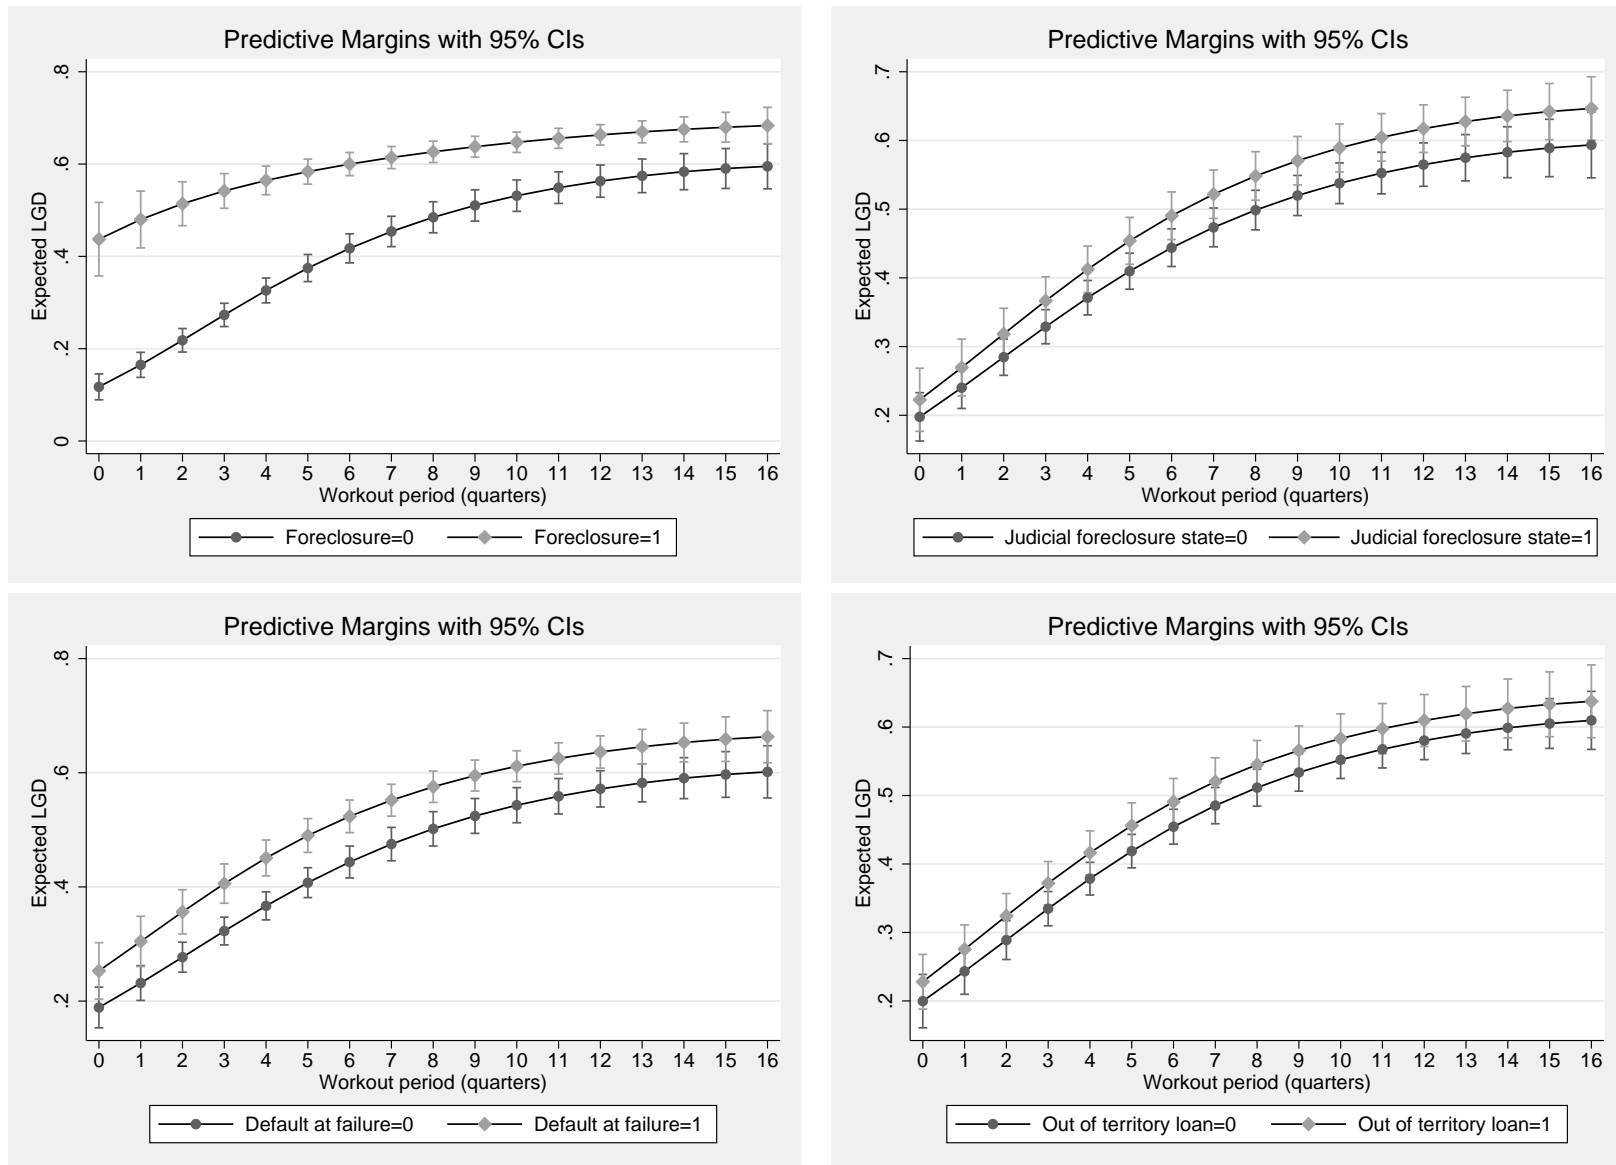 Predictive Margins with 95% CIs
Expected LGD
.8
.6
.4
.2
0
0 1 2 3 4 5 6 7 8 9 10 11 12 13 14 15 16
Workout period (quarters)
Foreclosure=0 Foreclosure=1
Predictive Margins with 95% CIs
Expected LGD
.7
.6
.5
.4
.3
.2
0 1 2 3 4 5 6 7 8 9 10 11 12 13 14 15 16
Workout period (quarters)
Judicial foreclosure state=0 Judicial foreclosure state=1
Predictive Margins with 95% CIs
Expected LGD
.8
.6
.4
.2
0 1 2 3 4 5 6 7 8 9 10 11 12 13 14 15 16
Workout period (quarters)
Default at failure=0 Default at failure=1
Predictive Margins with 95% CIs
Expected LGD
.7
.6
.5
.4
.3
.2
0 1 2 3 4 5 6 7 8 9 10 11 12 13 14 15 16
Workout period (quarters)
Out of territory loan=0 Out of territory loan=1